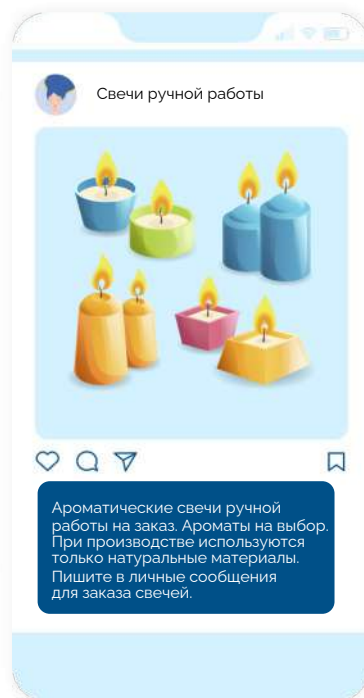 Свечи ручной работы
Ароматические свечи ручной
работы на заказ. Ароматы на выбор.
При производстве используются
только натуральные материалы.
Пишите в личные сообщения
для заказа свечей.